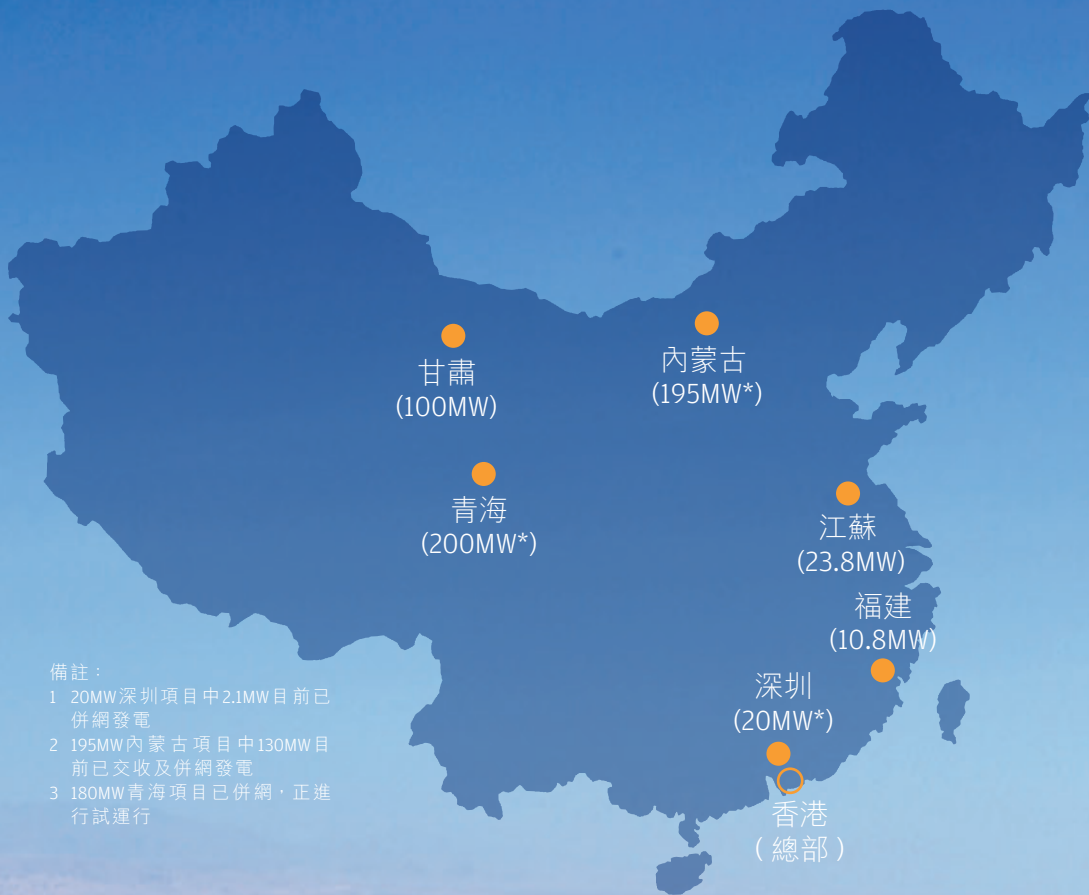 甘肅
(100MW)
內蒙古
(195MW*)
青海
(200MW*)
江蘇
(23.8MW)
福建
(10.8MW)
深圳
(20MW*)
香港
(總部)
備註：
1 20MW深圳項目中2.1MW目前已
併網發電
2 195MW內蒙古項目中130MW目
前已交收及併網發電
3 180MW青海項目已併網，正進
行試運行